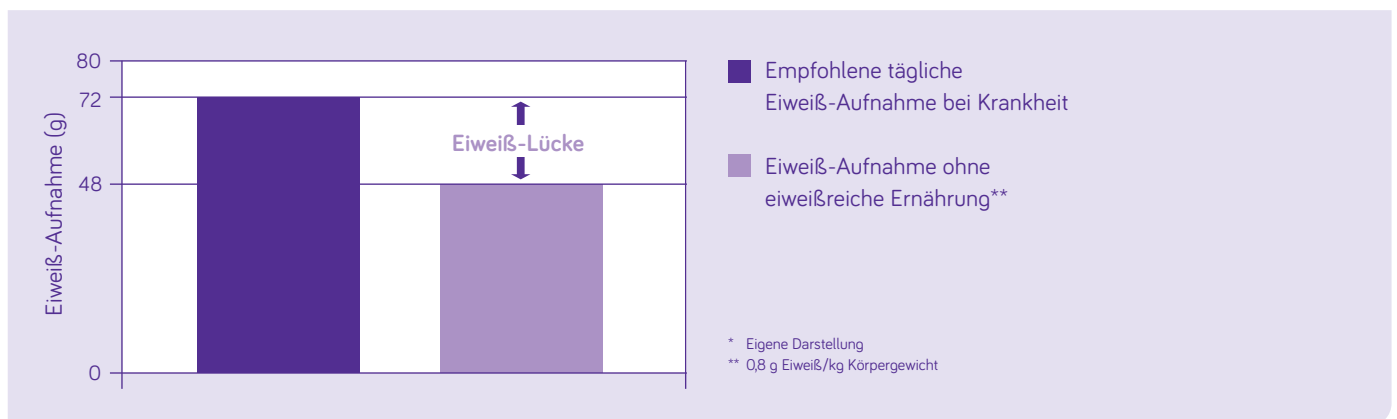 80
72
48
0
Eiweiß-Aufnahme (g)
Eiweiß-Lücke
Empfohlene tägliche
Eiweiß-Aufnahme bei Krankheit
Eiweiß-Aufnahme ohne
eiweißreiche Ernährung**
* Eigene Darstellung
** 0,8 g Eiweiß/kg Körpergewicht